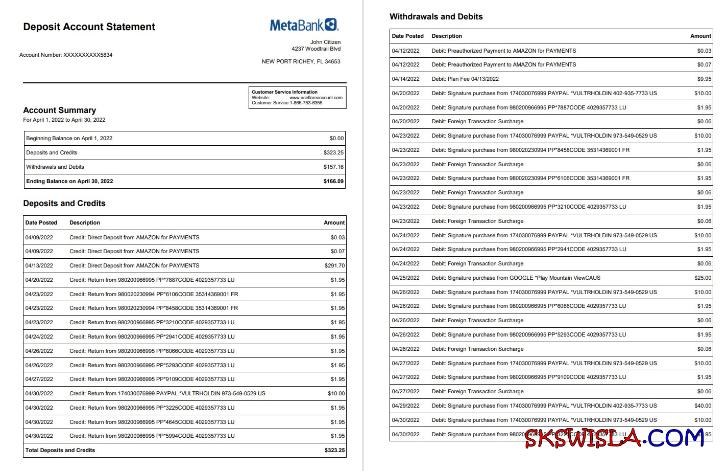 Deposit Account Statement
MetaBank®
John Citizen
4237 Woodtrail Blvd
Account Number: XXXXXXXXXX5834
NEW PORT RICHEY, FL 34653
Customer Service Information
Website:
Customer Service:
Account Summary
For April 1, 2022 to April 30, 2022
Beginning Balance on April 1, 2022 $0.00
Deposits and Credits $323.25
Withdrawals and Debits $157.16
Ending Balance on April 30, 2022 $166.09
Deposits and Credits
Date Posted Description Amount
04/09/2022 Credit: Direct Deposit from AMAZON for PAYMENTS $0.03
04/09/2022 Credit: Direct Deposit from AMAZON for PAYMENTS $0.07
04/13/2022 Credit: Direct Deposit from AMAZON for PAYMENTS $291.70
04/20/2022 Credit: Return from 980200966995 PP*7887CODE 4029357733 LU $1.95
04/23/2022 Credit: Return from 980020230994 PP*6106CODE 35314369001 FR $1.95
04/23/2022 Credit: Return from 980020230994 PP*8458CODE 35314369001 FR $1.95
04/23/2022 Credit: Return from 980200966995 PP*3210CODE 4029357733 LU $1.95
04/24/2022 Credit: Return from 980200966995 PP*2941CODE 4029357733 LU $1.95
04/26/2022 Credit: Return from 980200966995 PP*6066CODE 4029357733 LU $1.95
04/26/2022 Credit: Return from 980200966995 PP*5293CODE 4029357733 LU $1.95
04/27/2022 Credit: Return from 980200966995 PP*9109CODE 4029357733 LU $1.95
04/30/2022 Credit: Return from 174030076999 PAYPAL *VULTRHOLDIN 973-549-0529 US $10.00
04/30/2022 Credit: Return from 980200966995 PP*3225CODE 4029357733 LU $1.95
04/30/2022 Credit: Return from 980200966995 PP*4645CODE 4029357733 LU $1.95
04/30/2022 Credit: Return from 980200966995 PP*5994CODE 4029357733 LU $1.95
Total Deposits and Credits $323.25
Withdrawals and Debits
Date Posted Description Amount
04/12/2022 Debit: Preauthorized Payment to AMAZON for PAYMENTS $0.03
04/12/2022 Debit: Preauthorized Payment to AMAZON for PAYMENTS $0.07
04/14/2022 Debit: Plan Fee 04/13/2022 $9.95
04/20/2022 Debit: Signature purchase from 174030076999 PAYPAL *VULTRHOLDIN 402-935-7733 US $10.00
04/20/2022 Debit: Signature purchase from 980200966995 PP*7887CODE 4029357733 LU $1.95
04/20/2022 Debit: Foreign Transaction Surcharge $0.06
04/23/2022 Debit: Signature purchase from 174030076999 PAYPAL *VULTRHOLDIN 973-549-0529 US $10.00
04/23/2022 Debit: Signature purchase from 980020230994 PP*8458CODE 35314369001 FR $1.95
04/23/2022 Debit: Foreign Transaction Surcharge $0.06
04/23/2022 Debit: Signature purchase from 980020230994 PP*6106CODE 35314369001 FR $1.95
04/23/2022 Debit: Foreign Transaction Surcharge $0.06
04/23/2022 Debit: Signature purchase from 980200966995 PP*3210CODE 4029357733 LU $1.95
04/23/2022 Debit: Foreign Transaction Surcharge $0.06
04/24/2022 Debit: Signature purchase from 174030076999 PAYPAL *VULTRHOLDIN 973-549-0529 US $10.00
04/24/2022 Debit: Signature purchase from 980200966995 PP*2941CODE 4029357733 LU $1.95
04/24/2022 Debit: Foreign Transaction Surcharge $0.06
04/25/2022 Debit: Signature purchase from GOOGLE *Play Mountain ViewCAUS $25.00
04/26/2022 Debit: Signature purchase from 174030076999 PAYPAL *VULTRHOLDIN 973-549-0529 US $10.00
04/26/2022 Debit: Signature purchase from 980200966995 PP*6066CODE 4029357733 LU $1.95
04/26/2022 Debit: Foreign Transaction Surcharge $0.06
04/26/2022 Debit: Signature purchase from 980200966995 PP*5293CODE 4029357733 LU $1.95
04/26/2022 Debit: Foreign Transaction Surcharge $0.06
04/27/2022 Debit: Signature purchase from 174030076999 PAYPAL *VULTRHOLDIN 973-549-0529 US $10.00
04/27/2022 Debit: Signature purchase from 980200966995 PP*9109CODE 4029357733 LU $1.95
04/27/2022 Debit: Foreign Transaction Surcharge $0.06
04/29/2022 Debit: Signature purchase from 174030076999 PAYPAL *VULTRHOLDIN 402-935-7733 US $40.00
04/30/2022 Debit: Signature purchase from 174030076999 PAYPAL *VULTRHOLDIN 973-549-0529 US $10.00
04/30/2022 Debit: Signature purchase from LU
SKSWISLA.COM